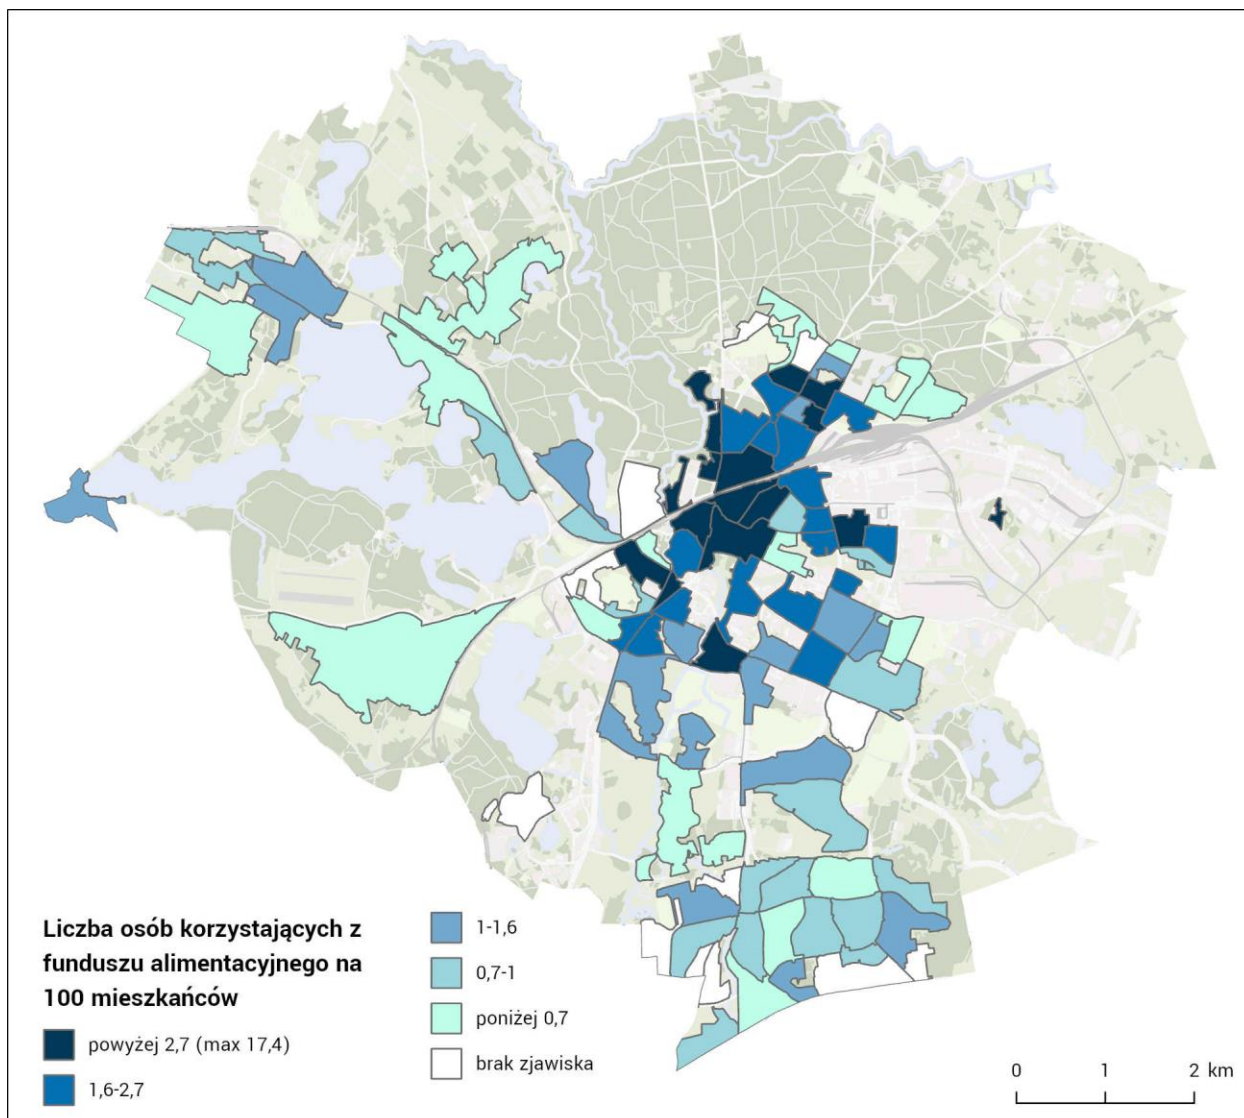 Liczba osób korzystających z
funduszu alimentacyjnego na
100 mieszkańców
powyżej 2,7 (max 17,4)
1,6-2,7
1-1,6
0,7-1
poniżej 0,7
brak zjawiska
0 1 2 km